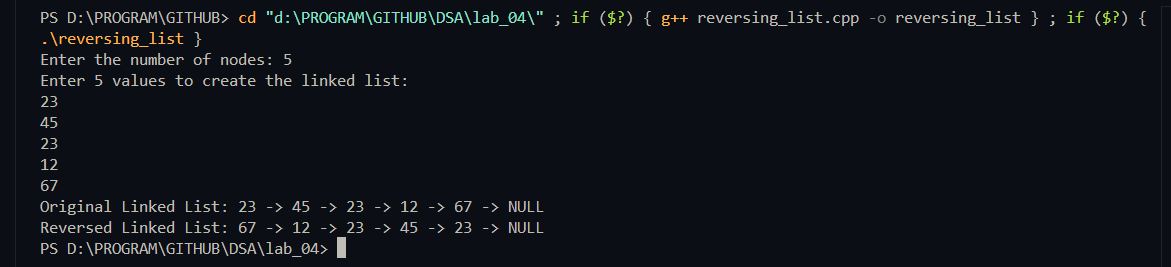 PS D:\PROGRAM\GITHUB> cd "d:\PROGRAM\GITHUB\DSA\lab_04\" ; if ($?) { g++ reversing_list.cpp -o reversing_list } ; if ($?) {
.\reversing_list }
Enter the number of nodes: 5
Enter 5 values to create the linked list:
23
45
23
12
67
Original Linked List: 23 -> 45 -> 23 -> 12 -> 67 -> NULL
Reversed Linked List: 67 -> 12 -> 23 -> 45 -> 23 -> NULL
PS D:\PROGRAM\GITHUB\DSA\lab_04>